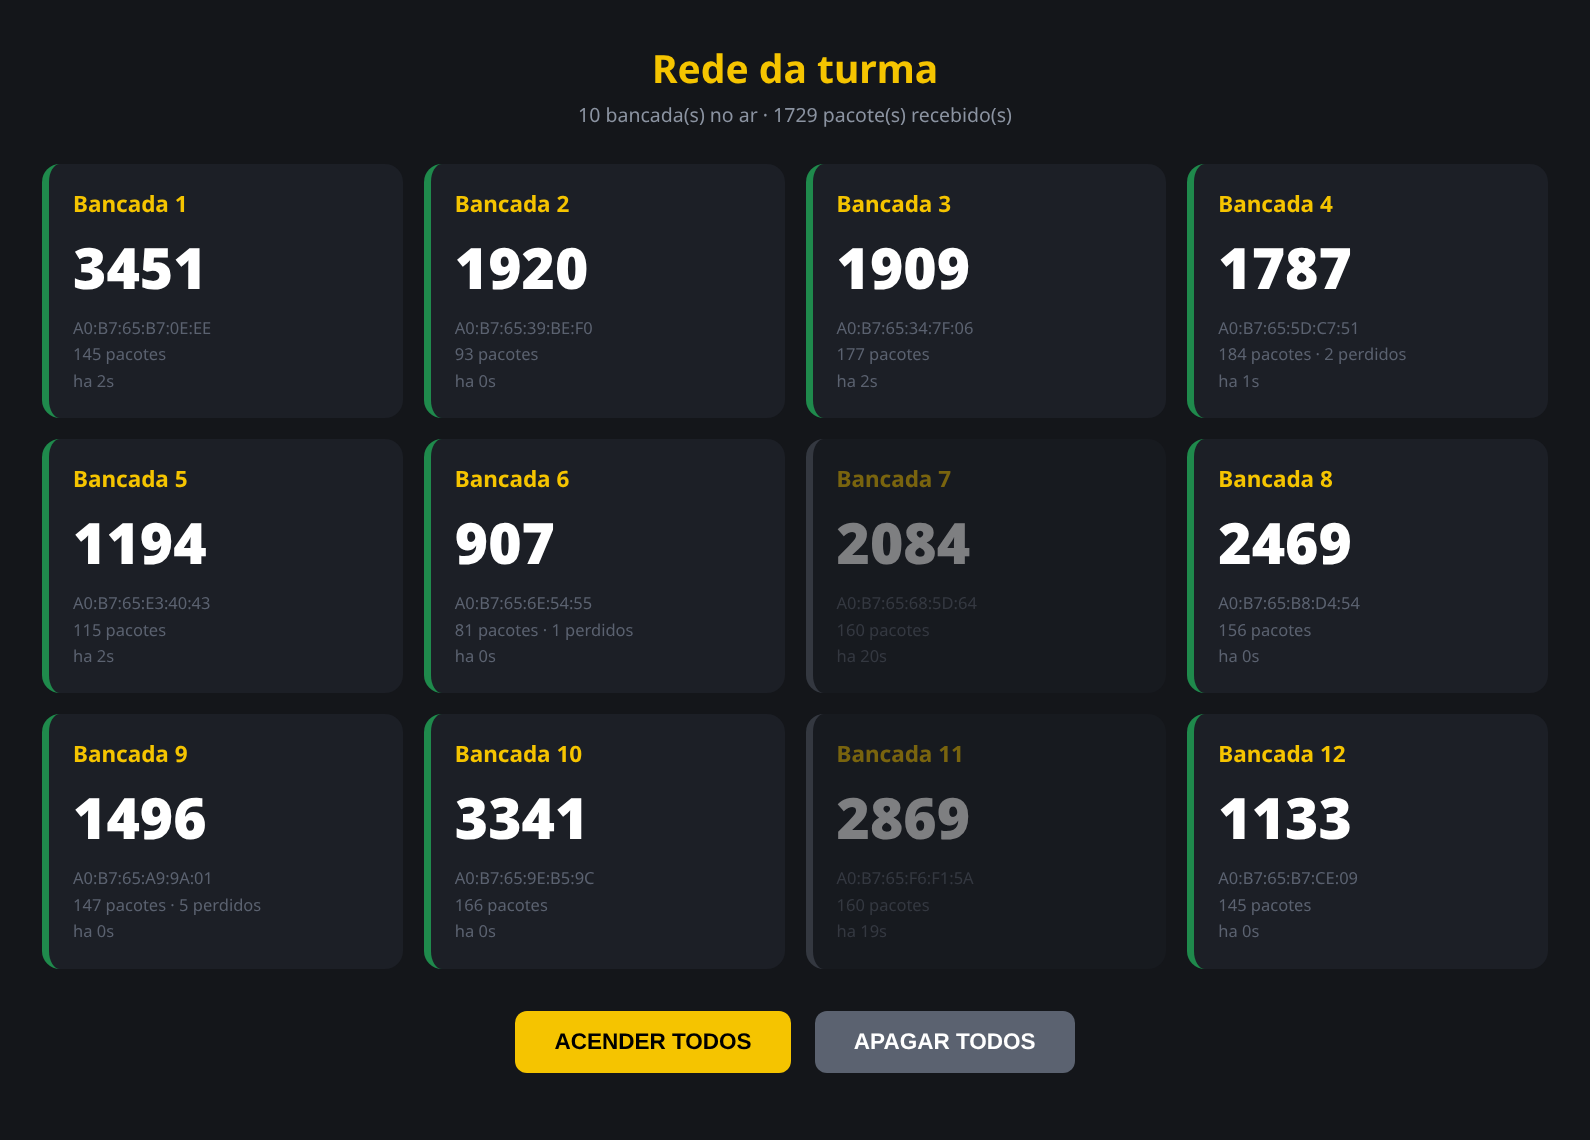 Rede da turma
10 bancada(s) no ar · 1729 pacote(s) recebido(s)
Bancada 1
3451
A0:B7:65:B7:0E:EE
145 pacotes
ha 2s
Bancada 2
1920
A0:B7:65:39:BE:F0
93 pacotes
ha 0s
Bancada 3
1909
A0:B7:65:34:7F:06
177 pacotes
ha 2s
Bancada 4
1787
A0:B7:65:5D:C7:51
184 pacotes · 2 perdidos
ha 1s
Bancada 5
1194
A0:B7:65:E3:40:43
115 pacotes
ha 2s
Bancada 6
907
A0:B7:65:6E:54:55
81 pacotes · 1 perdidos
ha 0s
Bancada 7
2084
A0:B7:65:68:5D:64
160 pacotes
ha 20s
Bancada 8
2469
A0:B7:65:B8:D4:54
156 pacotes
ha 0s
Bancada 9
1496
A0:B7:65:A9:9A:01
147 pacotes · 5 perdidos
ha 0s
Bancada 10
3341
A0:B7:65:9E:B5:9C
166 pacotes
ha 0s
Bancada 11
2869
A0:B7:65:F6:F1:5A
160 pacotes
ha 19s
Bancada 12
1133
A0:B7:65:B7:CE:09
145 pacotes
ha 0s
ACENDER TODOS
APAGAR TODOS